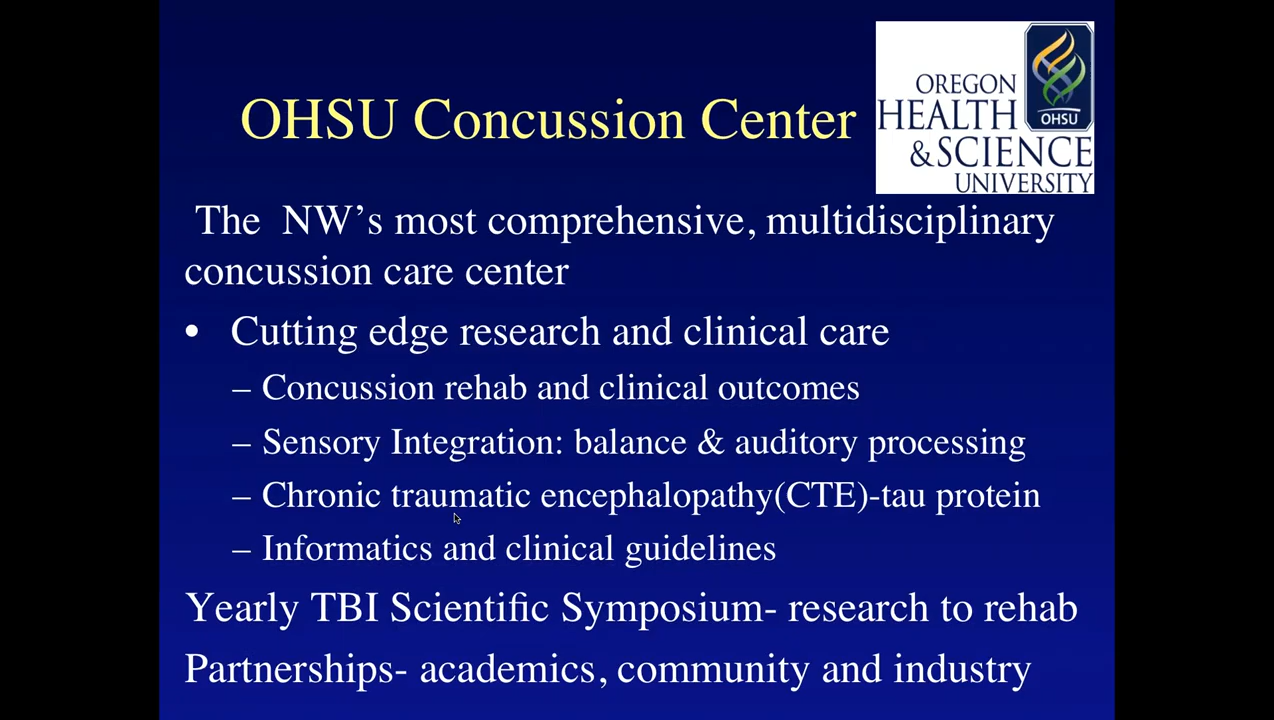 OHSU Concussion Center
OREGON
HEALTH
&SCIENCE
UNIVERSITY
OHSU
The NW’s most comprehensive, multidisciplinary
concussion care center
• Cutting edge research and clinical care
– Concussion rehab and clinical outcomes
– Sensory Integration: balance & auditory processing
– Chronic traumatic encephalopathy(CTE)-tau protein
– Informatics and clinical guidelines
Yearly TBI Scientific Symposium- research to rehab
Partnerships- academics, community and industry